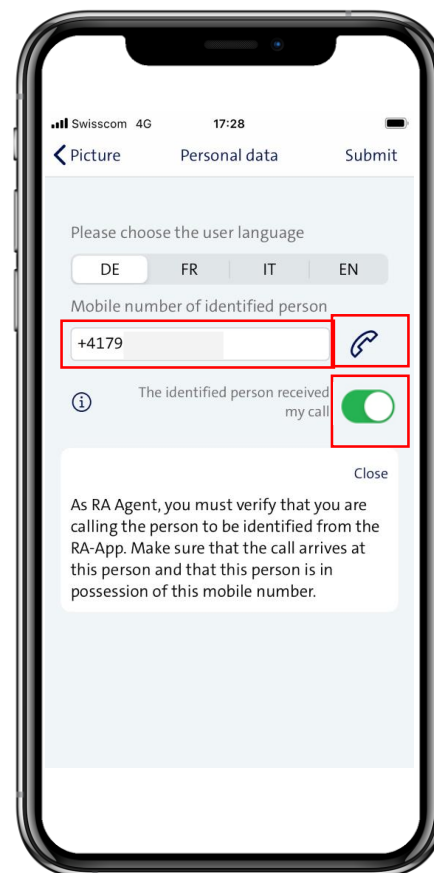 Swisscom 4G 17:28
Picture Personal data Submit
Please choose the user language
DE FR IT EN
Mobile number of identified person
+4179
i The identified person received
my call
Close
As RA Agent, you must verify that you are
calling the person to be identified from the
RA-App. Make sure that the call arrives at
this person and that this person is in
possession of this mobile number.